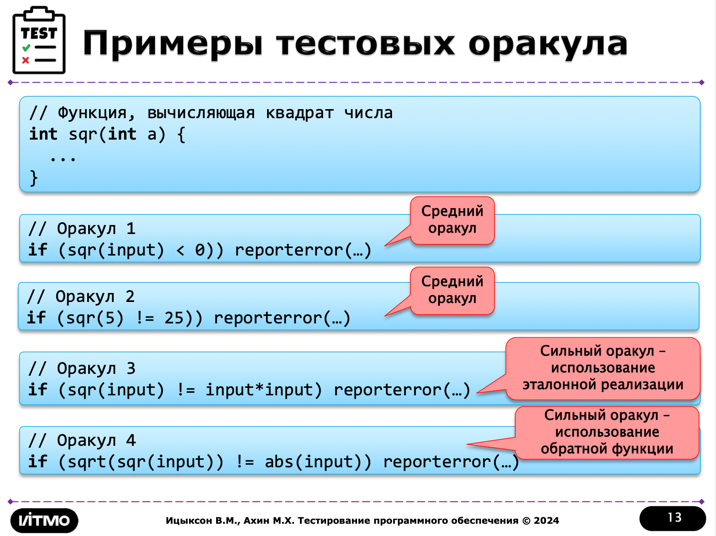 TEST
Примеры тестовых оракула
// Функция, вычисляющая квадрат числа
int sqr(int a) {
...
}
Средний
оракул
// Оракул 1
if (sqr(input) < 0)) reporterror(…)
Средний
оракул
// Оракул 2
if (sqr(5) != 25)) reporterror(…)
Сильный оракул –
использование
эталонной реализации
// Оракул 3
if (sqr(input) != input*input) reporterror(…)
Сильный оракул –
использование
обратной функции
// Оракул 4
if (sqrt(sqr(input)) != abs(input)) reporterror(…)
ИTMO
Ицыксон В.М., Ахин М.Х. Тестирование программного обеспечения © 2024
13